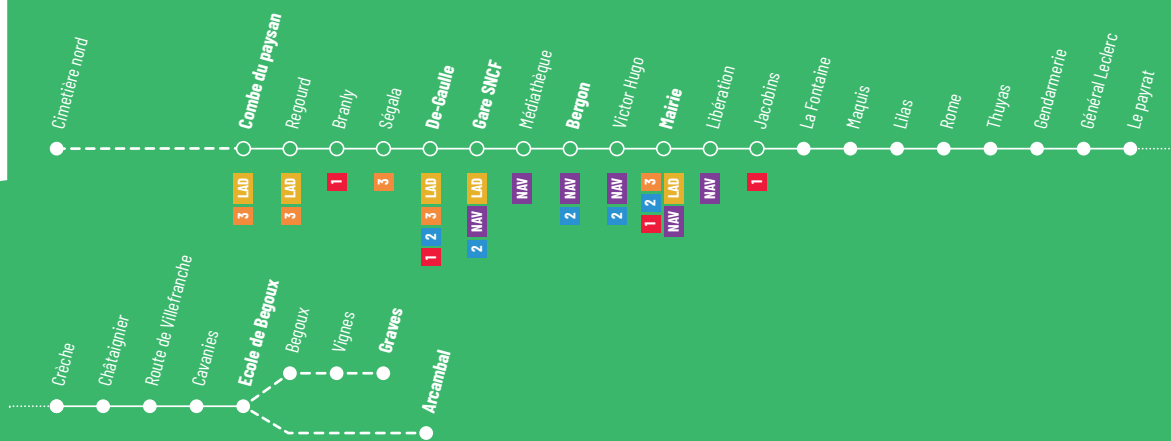 Cimetière nord
Combe du paysan
Regourd
Branly
Ségala
De-Gaulle
Gare SNCF
Médiathèque
Bergon
Victor Hugo
Mairie
Libération
Jacobins
La Fontaine
Maquis
Lilas
Rome
Thuyas
Gendarmerie
Général Leclerc
Le payrat
3 LAD
3 LAD
1
3
1 2 3 LAD
2 NAV LAD
NAV
2 NAV
2 NAV
1 2 3
NAV LAD
NAV
1
Crèche
Châtaignier
Route de Villefranche
Cavanies
Ecole de Begoux
Begoux
Vignes
Graves
Arcambal